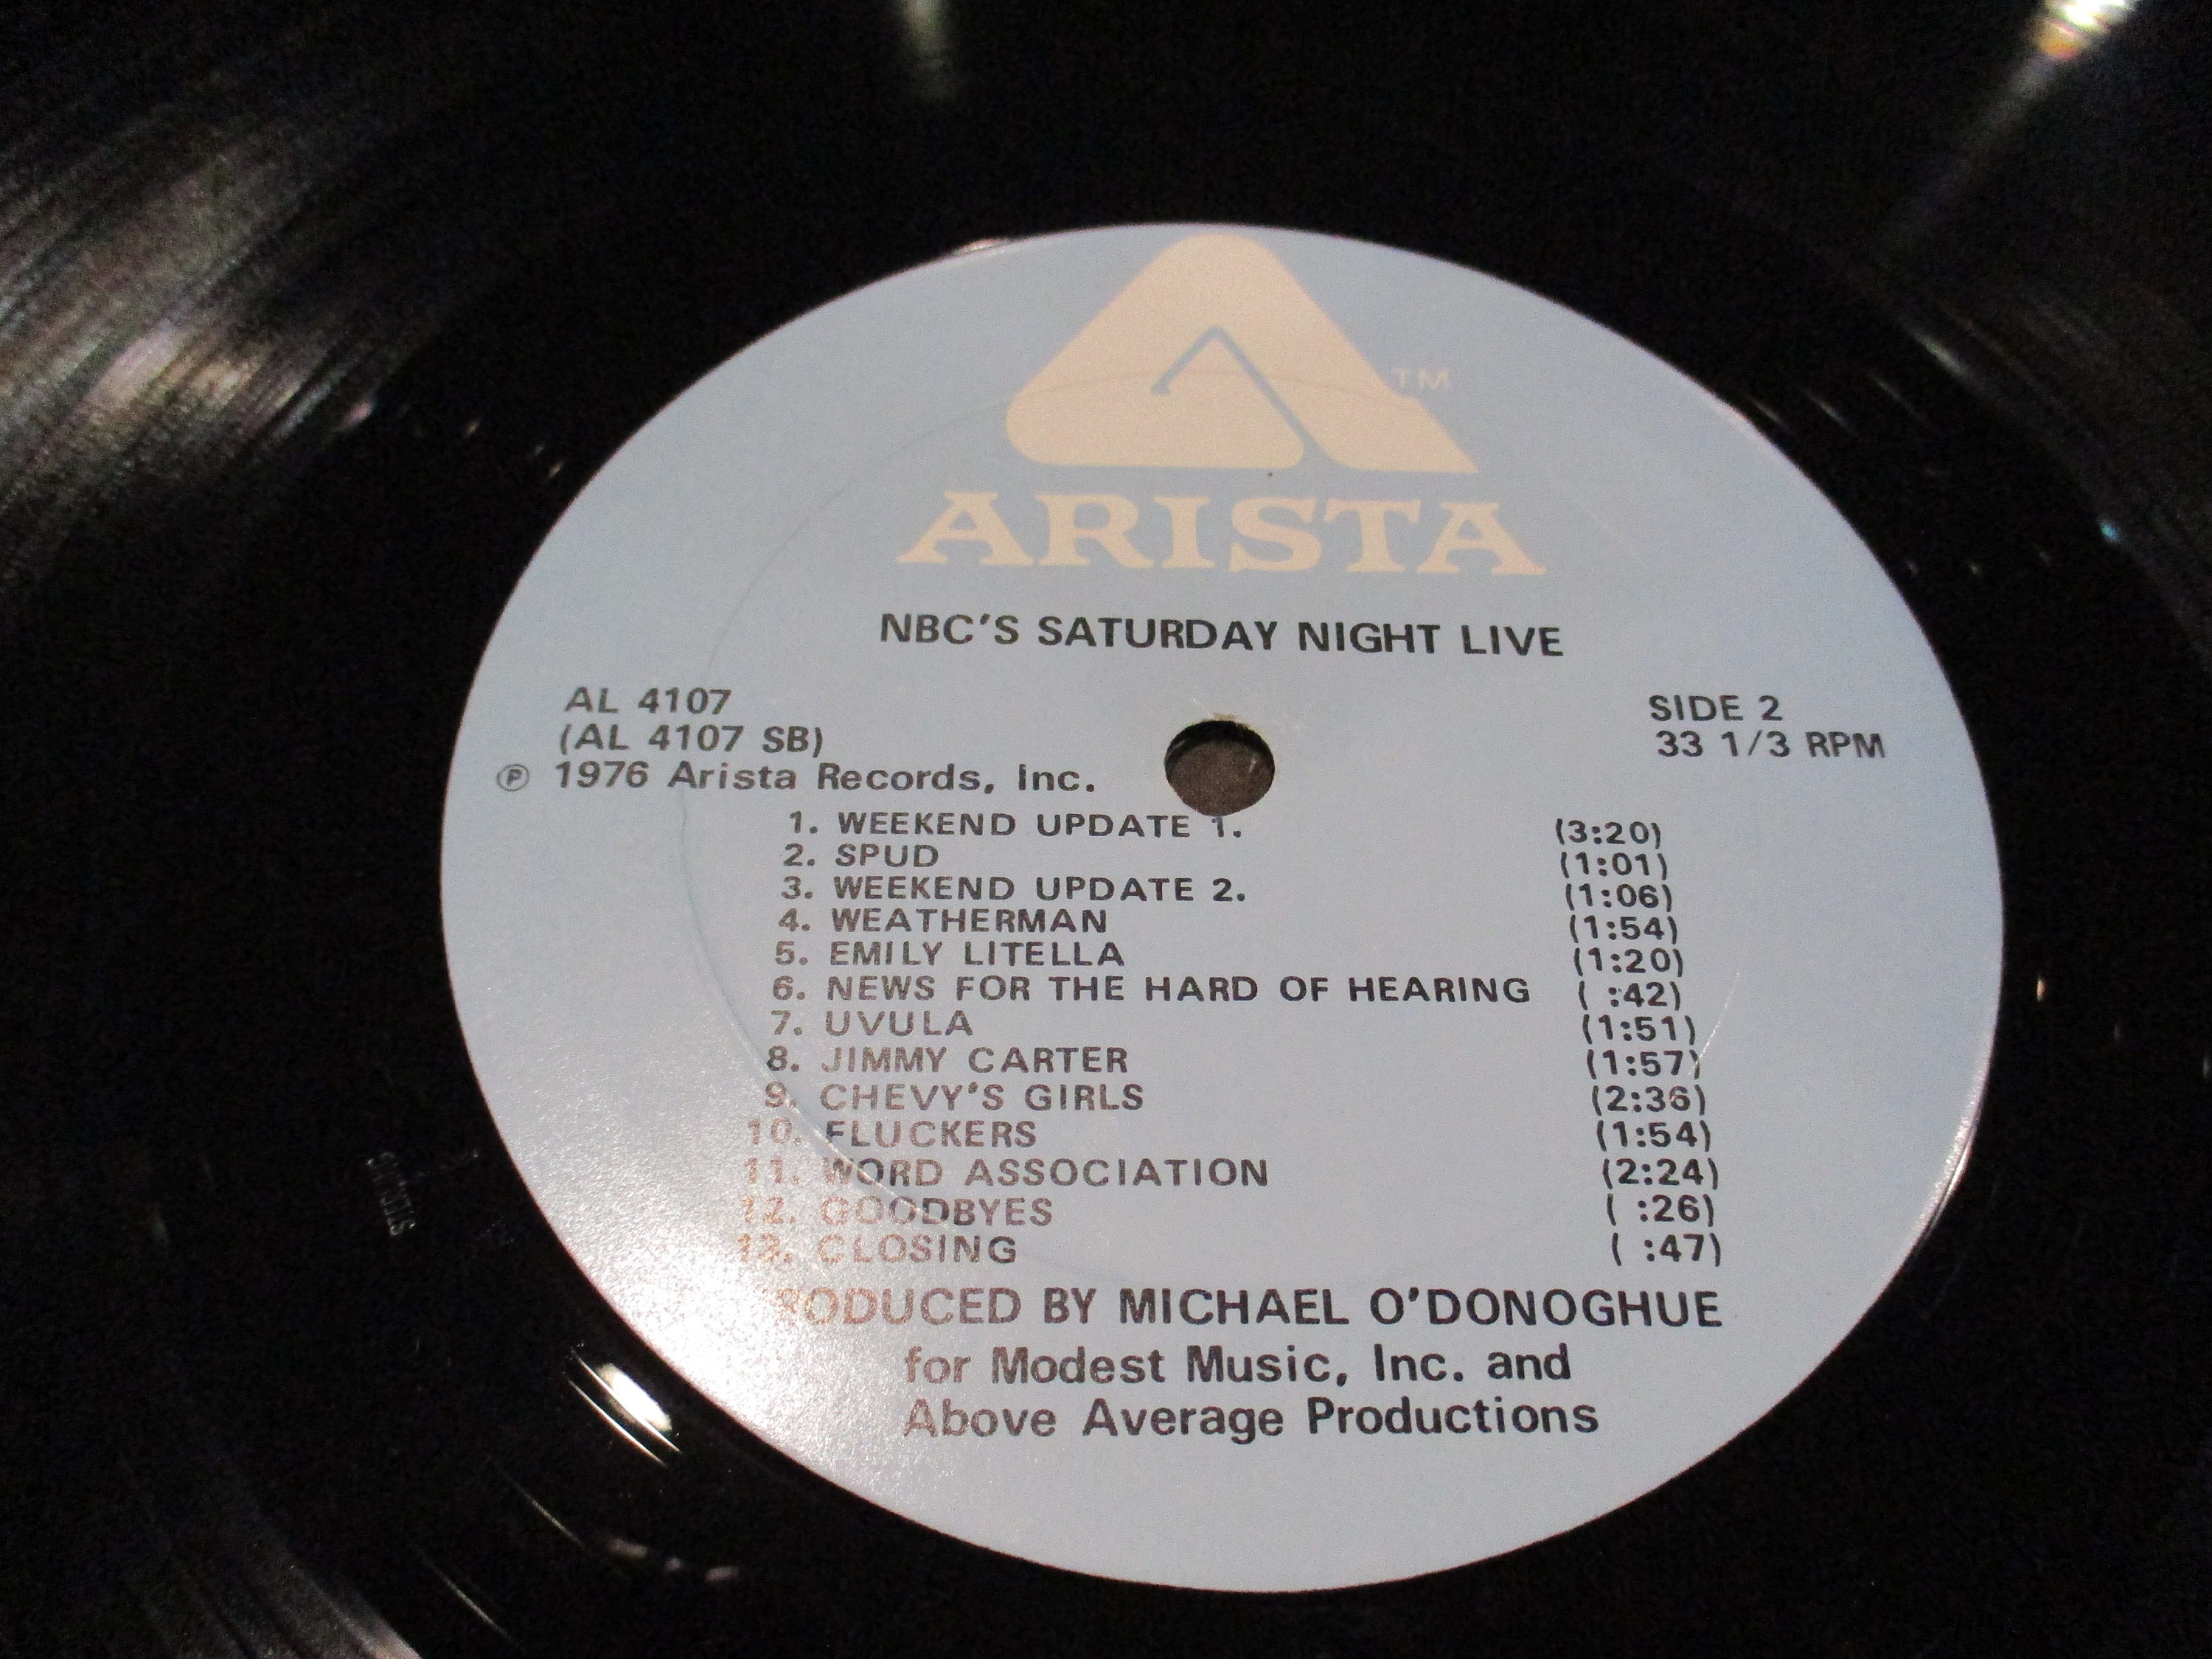 TM
ARISTA
NBC'S SATURDAY NIGHT LIVE
AL 4107
(AL 4107 SB)
℗ 1976 Arista Records, Inc.
SIDE 2
33 1/3 RPM
1. WEEKEND UPDATE 1. (3:20)
2. SPUD (1:01)
3. WEEKEND UPDATE 2. (1:06)
4. WEATHERMAN (1:54)
5. EMILY LITELLA (1:20)
6. NEWS FOR THE HARD OF HEARING ( :42)
7. UVULA (1:51)
8. JIMMY CARTER (1:57)
9. CHEVY'S GIRLS (2:36)
10. FLUCKERS (1:54)
11. WORD ASSOCIATION (2:24)
12. GOODBYES ( :26)
13. CLOSING ( :47)
PRODUCED BY MICHAEL O'DONOGHUE
for Modest Music, Inc. and
Above Average Productions